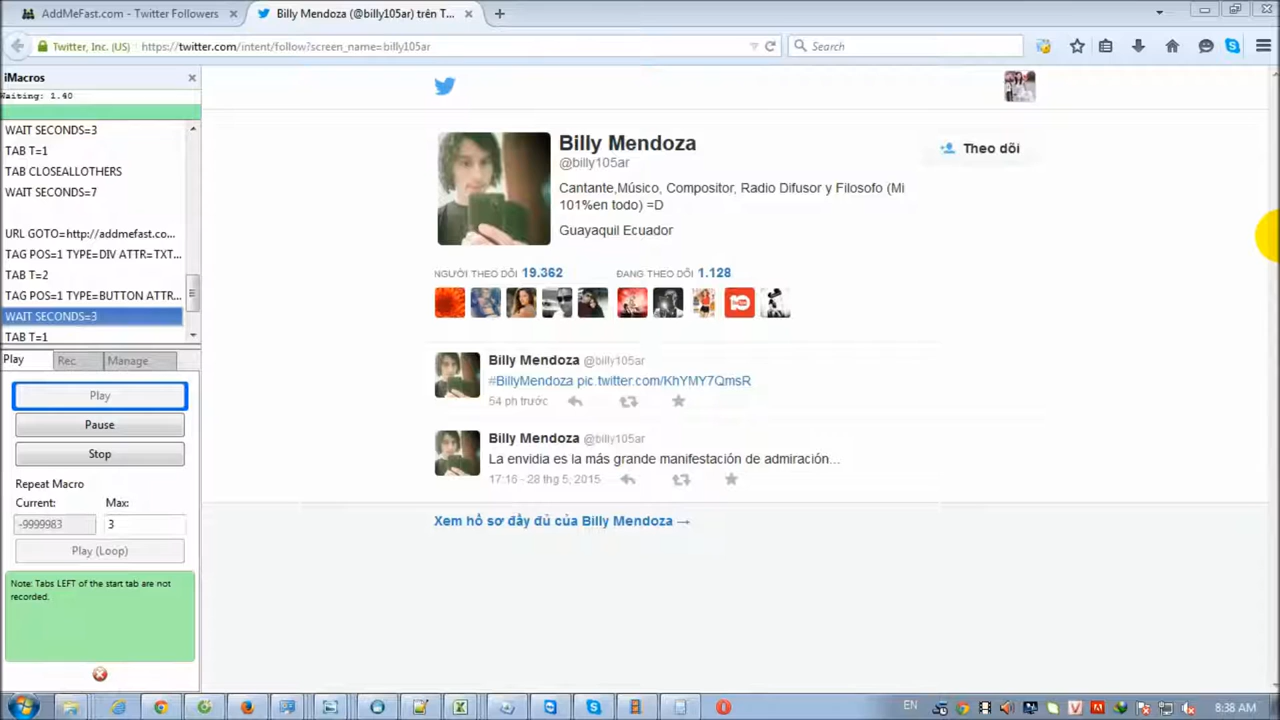 AddMeFast.com - Twitter Followers
Billy Mendoza (@billy105ar) trên T...
Twitter, Inc. (US)
https://twitter.com/intent/follow?screen_name=billy105ar
Search
iMacros
Waiting: 1.40
WAIT SECONDS=3
TAB T=1
TAB CLOSEALLOTHERS
WAIT SECONDS=7
URL GOTO=http://addmefast.co...
TAG POS=1 TYPE=DIV ATTR=TXT...
TAB T=2
TAG POS=1 TYPE=BUTTON ATTR...
WAIT SECONDS=3
TAB T=1
Play
Rec
Manage
Play
Pause
Stop
Repeat Macro
Current:
Max:
-9999983
3
Play (Loop)
Note: Tabs LEFT of the start tab are not
recorded.
Billy Mendoza
@billy105ar
Theo dõi
Cantante,Músico, Compositor, Radio Difusor y Filosofo (Mi
101%en todo) =D
Guayaquil Ecuador
NGƯỜI THEO DÕI 19.362
ĐANG THEO DÕI 1.128
10
Billy Mendoza @billy105ar
#BillyMendoza pic.twitter.com/KhYMY7QmsR
54 ph trước
Billy Mendoza @billy105ar
La envidia es la más grande manifestación de admiración...
17:16 - 28 thg 5, 2015
Xem hồ sơ đầy đủ của Billy Mendoza →
EN
8:38 AM